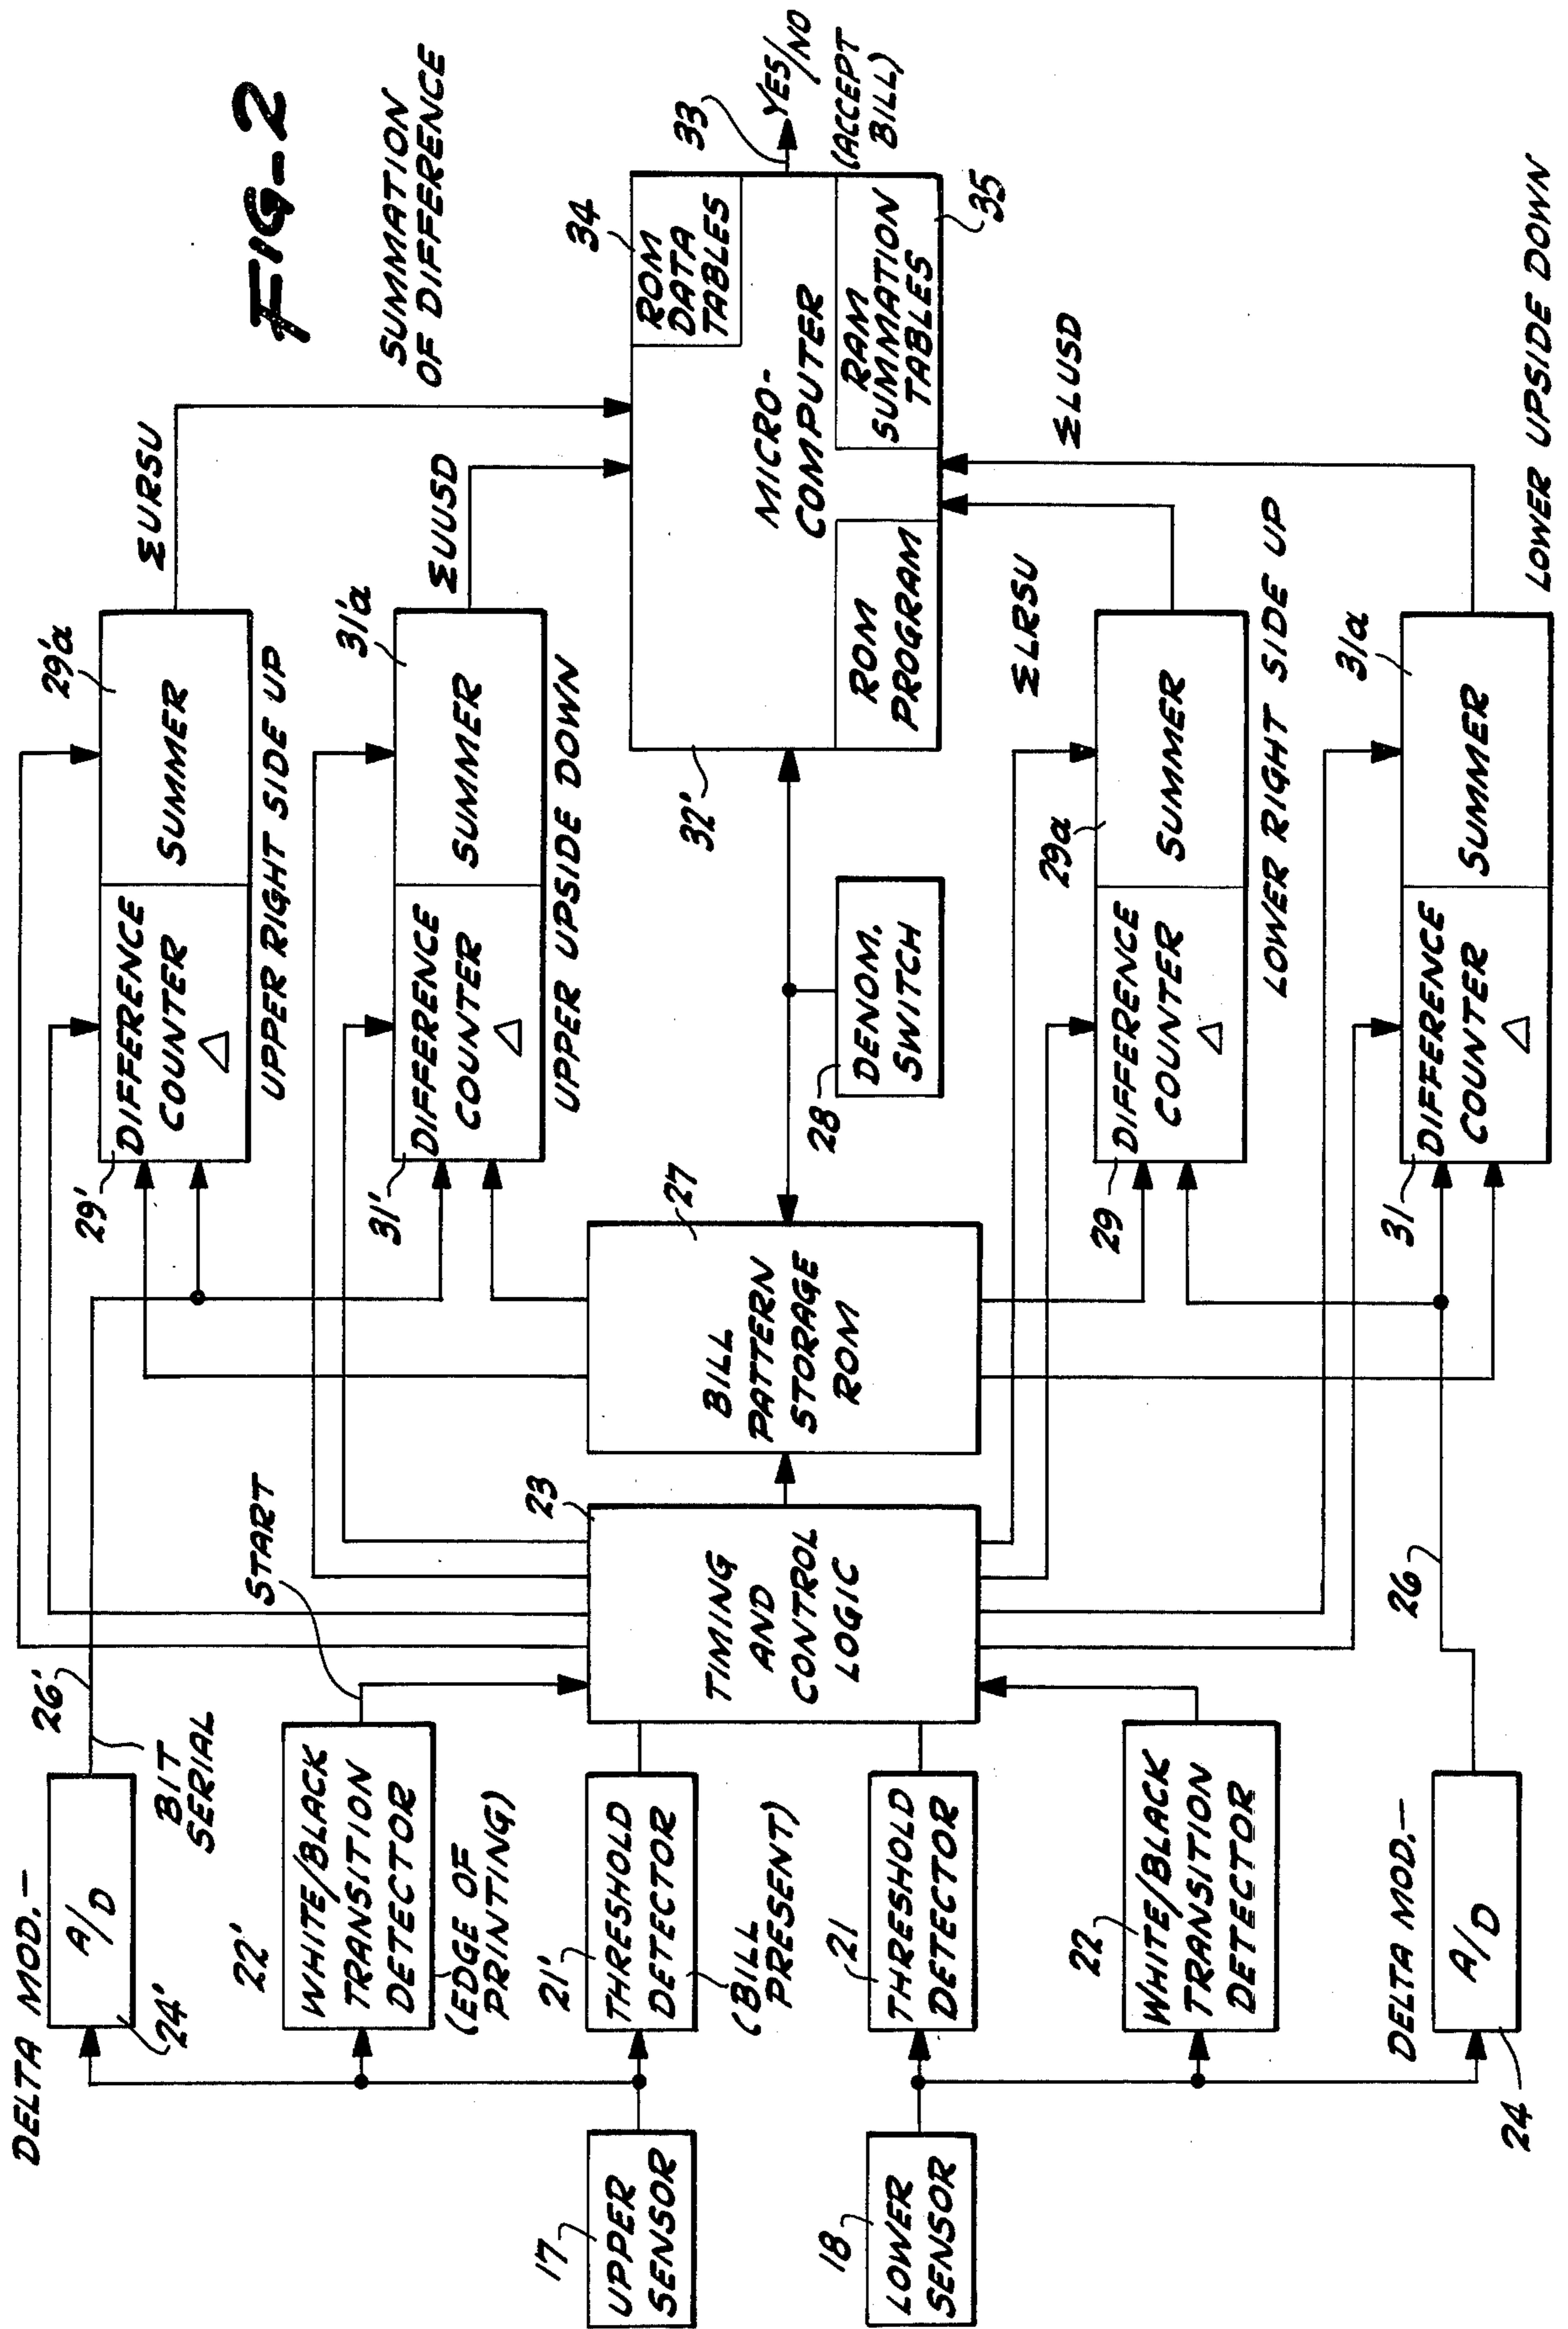 FIG-2
SUMMATION
OF DIFFERENCE
DELTA MOD.-
A/D
24'
26'
BIT
SERIAL
START
22'
WHITE/BLACK
TRANSITION
DETECTOR
(EDGE OF
PRINTING)
21'
THRESHOLD
DETECTOR
(BILL
PRESENT)
17
UPPER
SENSOR
18
LOWER
SENSOR
21
THRESHOLD
DETECTOR
22
WHITE/BLACK
TRANSITION
DETECTOR
DELTA MOD.-
A/D
24
26
23
TIMING
AND
CONTROL
LOGIC
27
BILL
PATTERN
STORAGE
ROM
28
DENOM.
SWITCH
29'
DIFFERENCE
COUNTER
Δ
29'a
SUMMER
UPPER RIGHT SIDE UP
ΣURSU
31'
DIFFERENCE
COUNTER
Δ
31'a
SUMMER
UPPER UPSIDE DOWN
ΣUUSD
32'
MICRO-
COMPUTER
34
ROM
DATA
TABLES
ROM
PROGRAM
RAM
SUMMATION
TABLES
35
33
YES/NO
(ACCEPT
BILL)
29
DIFFERENCE
COUNTER
Δ
29a
SUMMER
LOWER RIGHT SIDE UP
ΣLRSU
31
DIFFERENCE
COUNTER
Δ
31a
SUMMER
LOWER UPSIDE DOWN
ΣLUSD